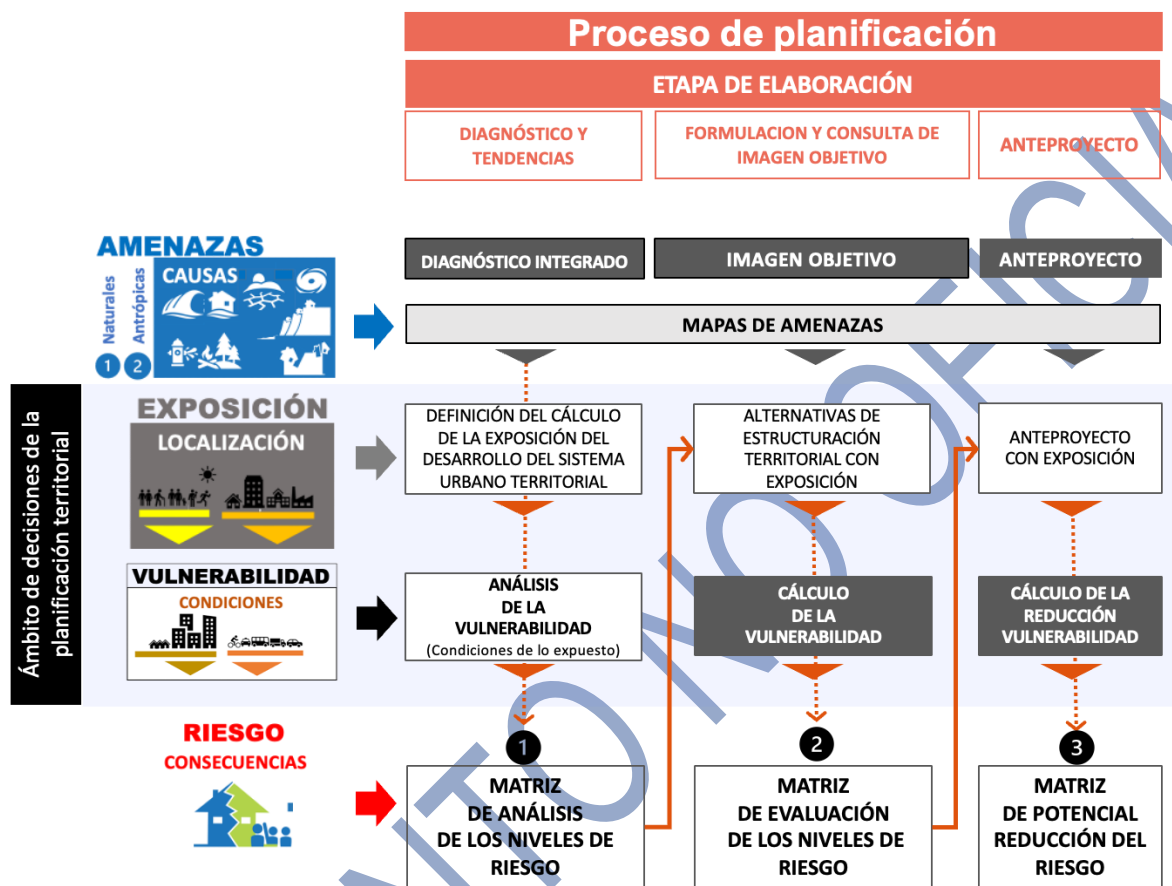 Proceso de planificación
ETAPA DE ELABORACIÓN
DIAGNÓSTICO Y
TENDENCIAS
FORMULACION Y CONSULTA DE
IMAGEN OBJETIVO
ANTEPROYECTO
AMENAZAS
Naturales
Antrópicas
CAUSAS
1
2
DIAGNÓSTICO INTEGRADO
IMAGEN OBJETIVO
ANTEPROYECTO
MAPAS DE AMENAZAS
Ámbito de decisiones de la
planificación territorial
EXPOSICIÓN
LOCALIZACIÓN
DEFINICIÓN DEL CÁLCULO
DE LA EXPOSICIÓN DEL
DESARROLLO DEL SISTEMA
URBANO TERRITORIAL
ALTERNATIVAS DE
ESTRUCTURACIÓN
TERRITORIAL CON
EXPOSICIÓN
ANTEPROYECTO
CON EXPOSICIÓN
VULNERABILIDAD
CONDICIONES
ANÁLISIS
DE LA
VULNERABILIDAD
(Condiciones de lo expuesto)
CÁLCULO
DE LA
VULNERABILIDAD
CÁLCULO DE LA
REDUCCIÓN
VULNERABILIDAD
RIESGO
CONSECUENCIAS
1
MATRIZ
DE ANÁLISIS
DE LOS NIVELES DE
RIESGO
2
MATRIZ
DE EVALUACIÓN
DE LOS NIVELES DE
RIESGO
3
MATRIZ
DE POTENCIAL
REDUCCIÓN DEL
RIESGO
NTO NO OFICIA